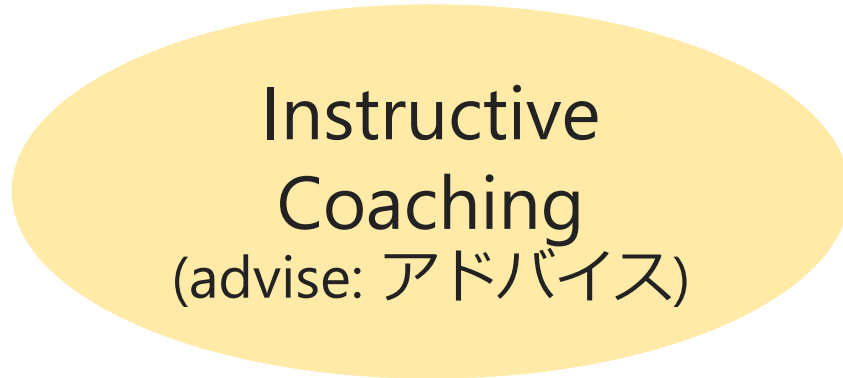 Instructive
Coaching
(advise: アドバイス)